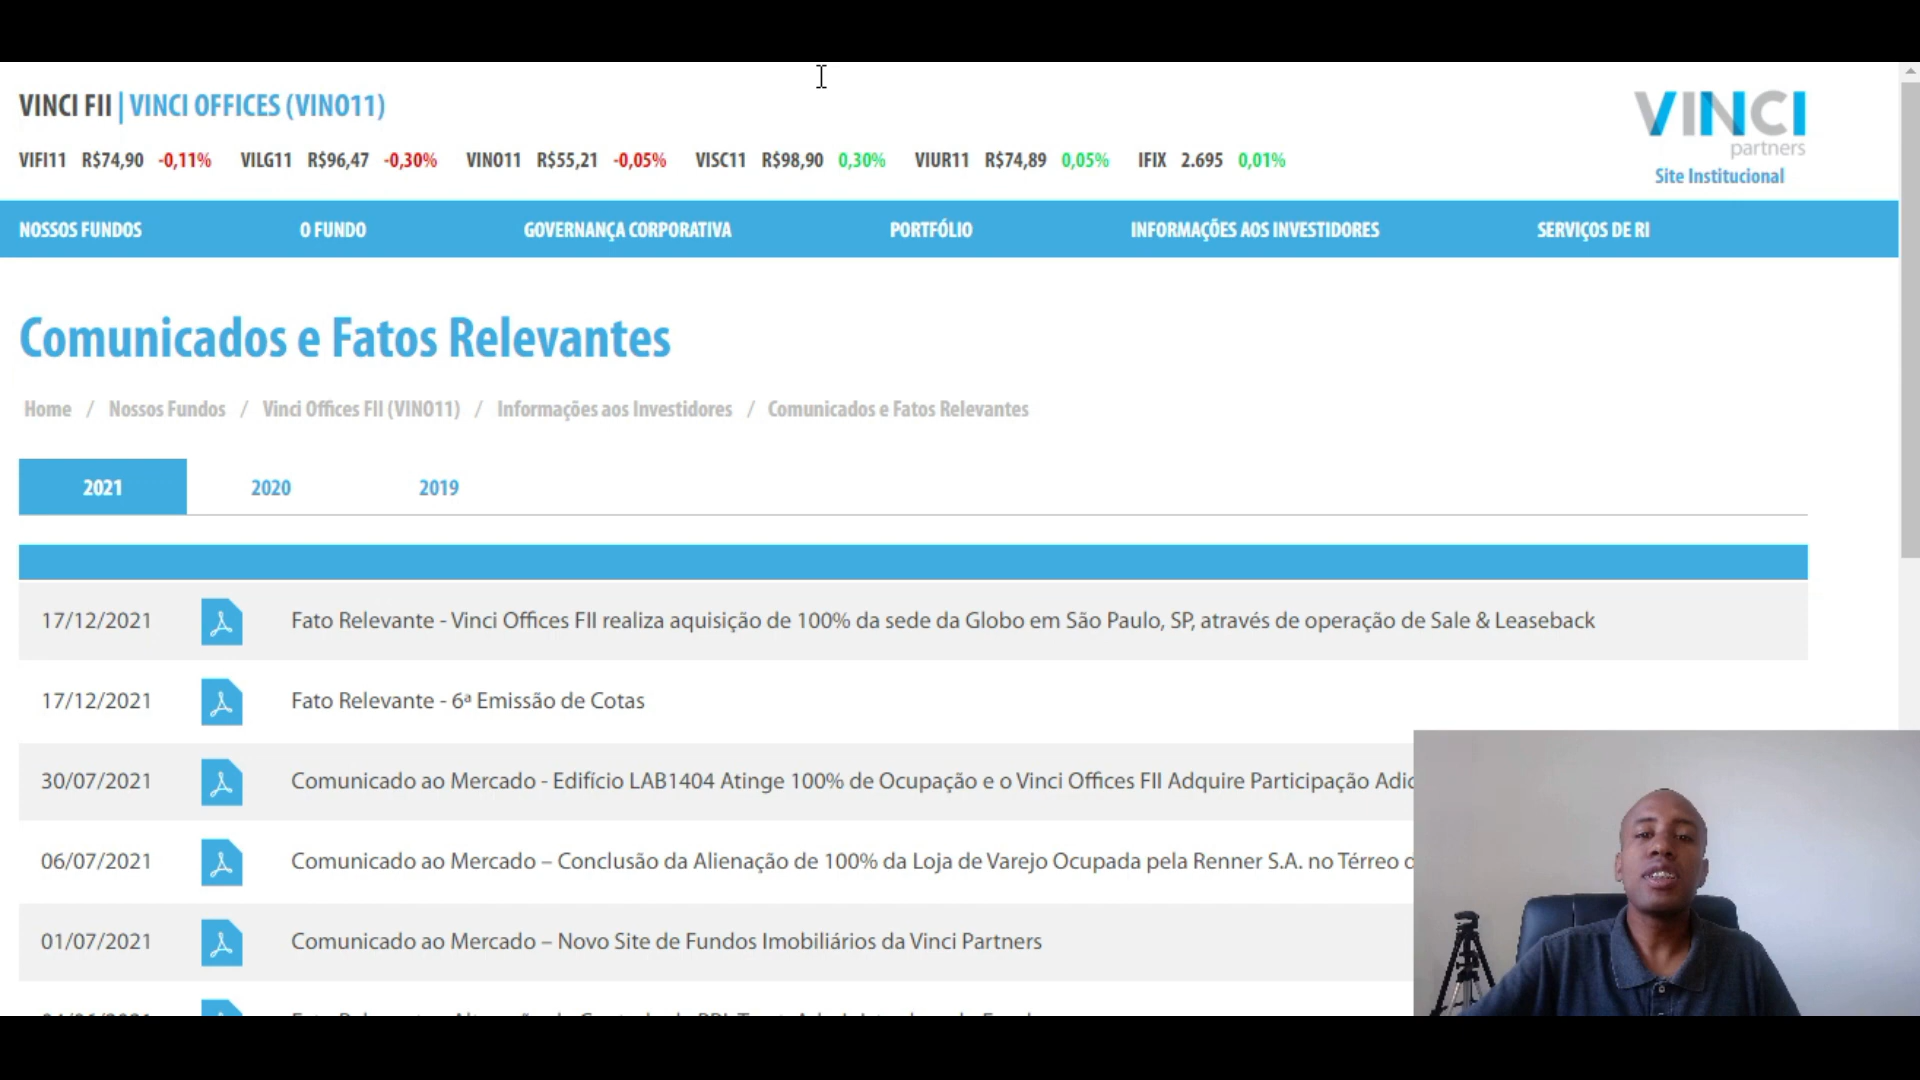 VINCI FII | VINCI OFFICES (VINO11)
VINCI
partners
Site Institucional
VIFI11 R$74,90 -0,11% VILG11 R$96,47 -0,30% VINO11 R$55,21 -0,05% VISC11 R$98,90 0,30% VIUR11 R$74,89 0,05% IFIX 2.695 0,01%
NOSSOS FUNDOS O FUNDO GOVERNANÇA CORPORATIVA PORTFÓLIO INFORMAÇÕES AOS INVESTIDORES SERVIÇOS DE RI
Comunicados e Fatos Relevantes
Home / Nossos Fundos / Vinci Offices FII (VINO11) / Informações aos Investidores / Comunicados e Fatos Relevantes
2021 2020 2019
17/12/2021 Fato Relevante - Vinci Offices FII realiza aquisição de 100% da sede da Globo em São Paulo, SP, através de operação de Sale & Leaseback
17/12/2021 Fato Relevante - 6ª Emissão de Cotas
30/07/2021 Comunicado ao Mercado - Edifício LAB1404 Atinge 100% de Ocupação e o Vinci Offices FII Adquire Participação Adic
06/07/2021 Comunicado ao Mercado – Conclusão da Alienação de 100% da Loja de Varejo Ocupada pela Renner S.A. no Térreo
01/07/2021 Comunicado ao Mercado – Novo Site de Fundos Imobiliários da Vinci Partners